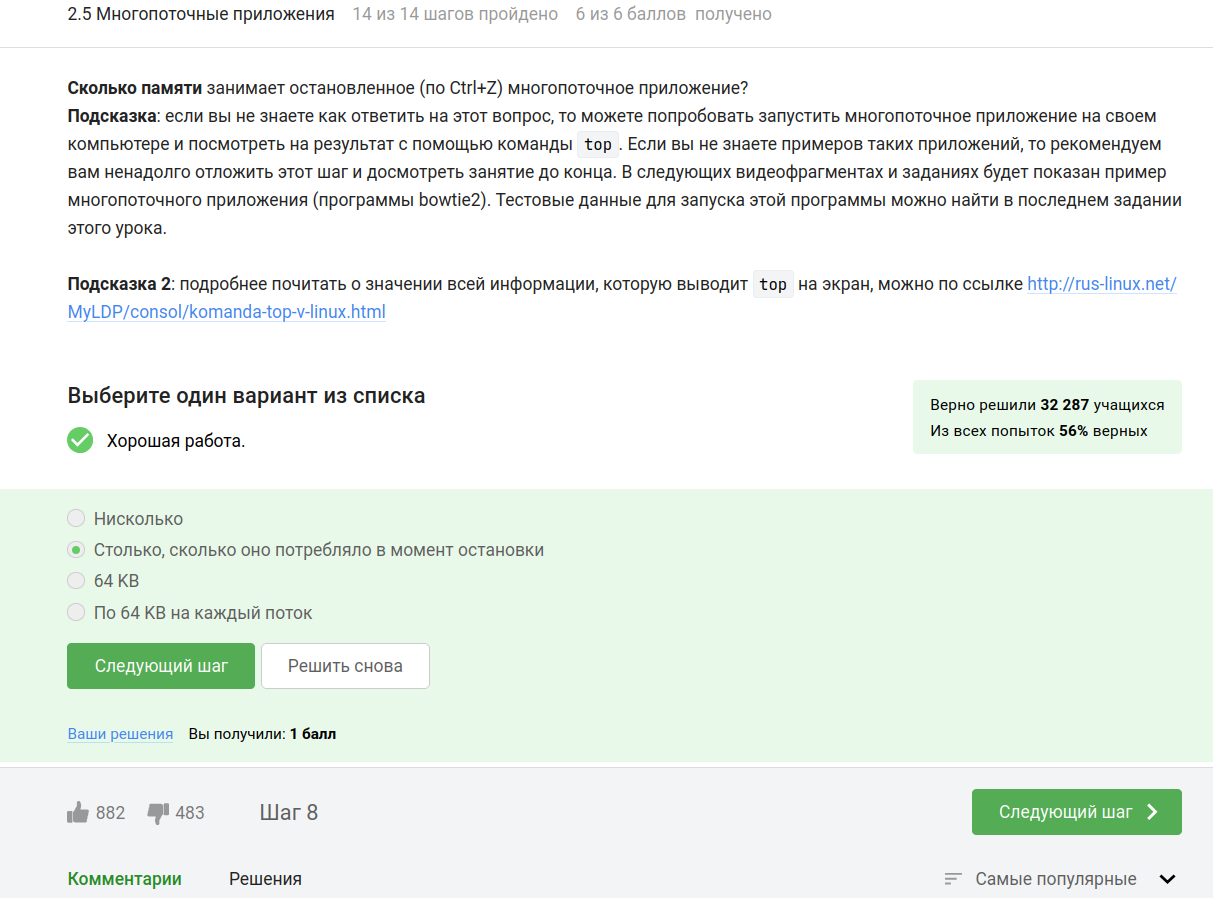 2.5 Многопоточные приложения 14 из 14 шагов пройдено 6 из 6 баллов получено
Сколько памяти занимает остановленное (по Ctrl+Z) многопоточное приложение?
Подсказка: если вы не знаете как ответить на этот вопрос, то можете попробовать запустить многопоточное приложение на своем
компьютере и посмотреть на результат с помощью команды top. Если вы не знаете примеров таких приложений, то рекомендуем
вам ненадолго отложить этот шаг и досмотреть занятие до конца. В следующих видеофрагментах и заданиях будет показан пример
многопоточного приложения (программы bowtie2). Тестовые данные для запуска этой программы можно найти в последнем задании
этого урока.
Подсказка 2: подробнее почитать о значении всей информации, которую выводит top на экран, можно по ссылке http://rus-linux.net/
MyLDP/consol/komanda-top-v-linux.html
Выберите один вариант из списка
Хорошая работа.
Верно решили 32 287 учащихся
Из всех попыток 56% верных
Нисколько
Столько, сколько оно потребляло в момент остановки
64 KB
По 64 KB на каждый поток
Следующий шаг Решить снова
Ваши решения Вы получили: 1 балл
882 483 Шаг 8 Следующий шаг
Комментарии Решения Самые популярные